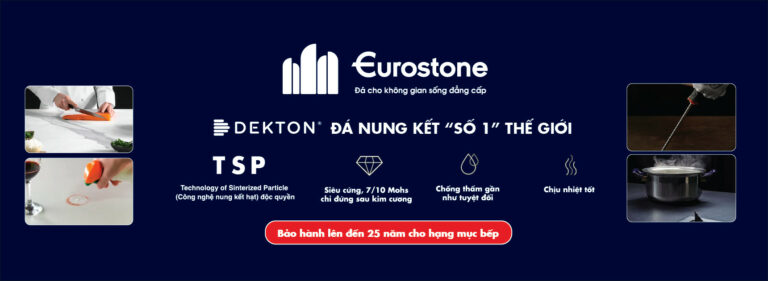 Eurostone
Đá cho không gian sống đẳng cấp
DEKTON® ĐÁ NUNG KẾT “SỐ 1” THẾ GIỚI
TSP
Technology of Sinterized Particle
(Công nghệ nung kết hạt) độc quyền
Siêu cứng, 7/10 Mohs
chỉ đứng sau kim cương
Chống thấm gần
như tuyệt đối
Chịu nhiệt tốt
Bảo hành lên đến 25 năm cho hạng mục bếp